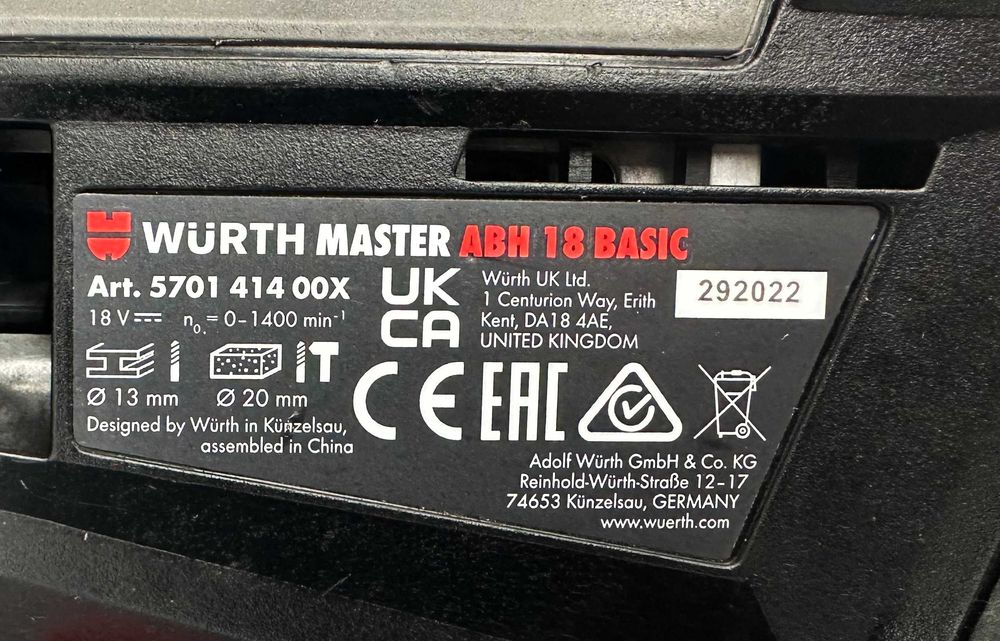 WÜRTH MASTER ABH 18 BASIC
Art. 5701 414 00X
18 V n₀ = 0–1400 min⁻¹
Ø 13 mm Ø 20 mm
Designed by Würth in Künzelsau,
assembled in China
UK
CA
Würth UK Ltd.
1 Centurion Way, Erith
Kent, DA18 4AE,
UNITED KINGDOM
292022
CE EAC
Adolf Würth GmbH & Co. KG
Reinhold-Würth-Straße 12–17
74653 Künzelsau, GERMANY
www.wuerth.com